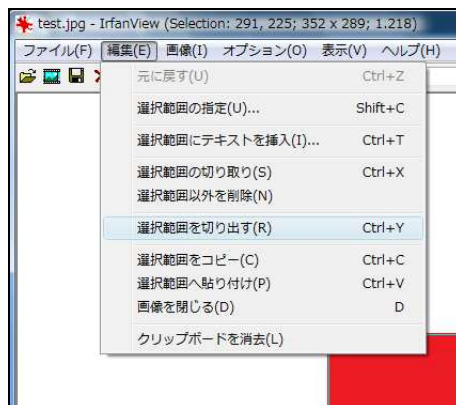 test.jpg - IrfanView (Selection: 291, 225; 352 x 289; 1.218)
ファイル(F) 編集(E) 画像(I) オプション(O) 表示(V) ヘルプ(H)
元に戻す(U) Ctrl+Z
選択範囲の指定(U)... Shift+C
選択範囲にテキストを挿入(I)... Ctrl+T
選択範囲の切り取り(S) Ctrl+X
選択範囲以外を削除(N)
選択範囲を切り出す(R) Ctrl+Y
選択範囲をコピー(C) Ctrl+C
選択範囲へ貼り付け(P) Ctrl+V
画像を閉じる(D) D
クリップボードを消去(L)